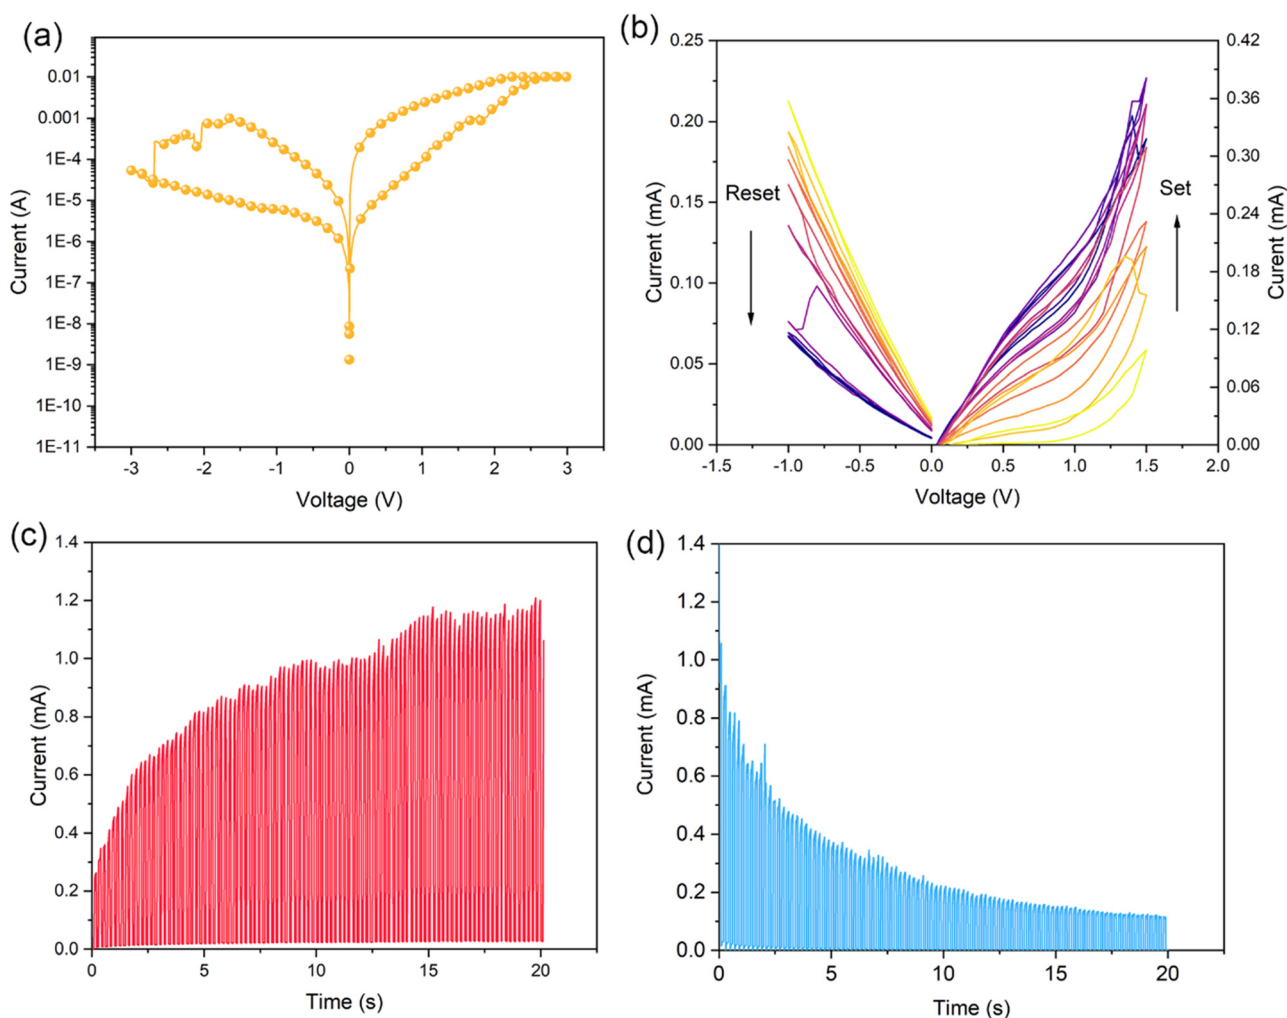 (a)
0.01
0.001
1E-4
1E-5
1E-6
1E-7
1E-8
1E-9
1E-10
1E-11
Current (A)
-3 -2 -1 0 1 2 3
Voltage (V)
(b)
0.25
0.20
0.15
0.10
0.05
0.00
Current (mA)
Reset
Set
0.42
0.36
0.30
0.24
0.18
0.12
0.06
0.00
Curent (mA)
-1.5 -1.0 -0.5 0.0 0.5 1.0 1.5 2.0
Voltage (V)
(c)
1.4
1.2
1.0
0.8
0.6
0.4
0.2
0.0
Current (mA)
0 5 10 15 20
Time (s)
(d)
1.4
1.2
1.0
0.8
0.6
0.4
0.2
0.0
Current (mA)
0 5 10 15 20
Time (s)